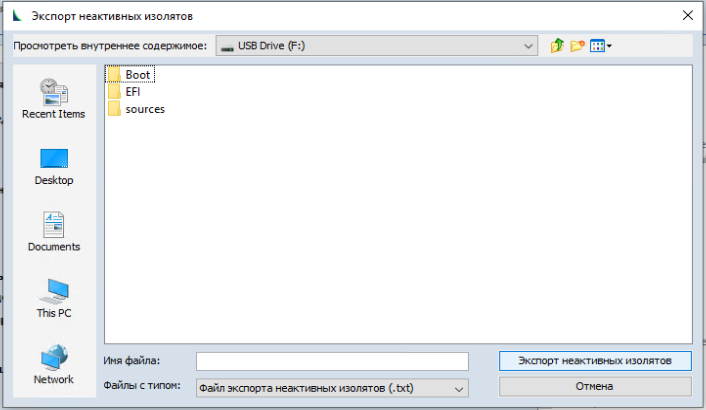 Экспорт неактивных изолятов
Просмотреть внутреннее содержимое: USB Drive (F:)
Boot
EFI
sources
Recent Items
Desktop
Documents
This PC
Network
Имя файла:
Экспорт неактивных изолятов
Файлы с типом: Файл экспорта неактивных изолятов (.txt)
Отмена